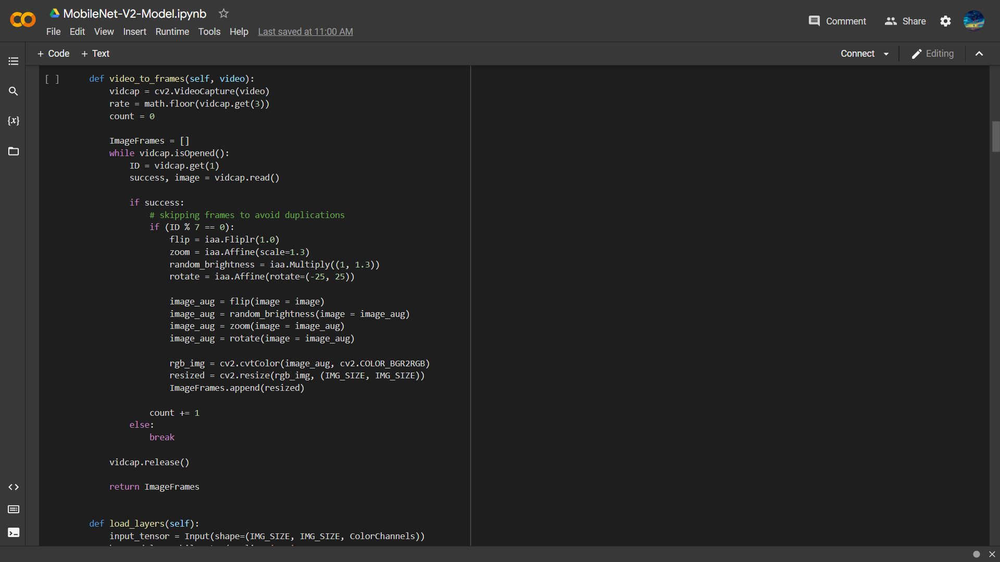 MobileNet-V2-Model.ipynb
File Edit View Insert Runtime Tools Help Last saved at 11:00 AM
Comment Share
+ Code + Text
Connect Editing
[ ] def video_to_frames(self, video):
vidcap = cv2.VideoCapture(video)
rate = math.floor(vidcap.get(3))
count = 0
ImageFrames = []
while vidcap.isOpened():
ID = vidcap.get(1)
success, image = vidcap.read()
if success:
# skipping frames to avoid duplications
if (ID % 7 == 0):
flip = iaa.Fliplr(1.0)
zoom = iaa.Affine(scale=1.3)
random_brightness = iaa.Multiply((1, 1.3))
rotate = iaa.Affine(rotate=(-25, 25))
image_aug = flip(image = image)
image_aug = random_brightness(image = image_aug)
image_aug = zoom(image = image_aug)
image_aug = rotate(image = image_aug)
rgb_img = cv2.cvtColor(image_aug, cv2.COLOR_BGR2RGB)
resized = cv2.resize(rgb_img, (IMG_SIZE, IMG_SIZE))
ImageFrames.append(resized)
count += 1
else:
break
vidcap.release()
return ImageFrames
def load_layers(self):
input_tensor = Input(shape=(IMG_SIZE, IMG_SIZE, ColorChannels))